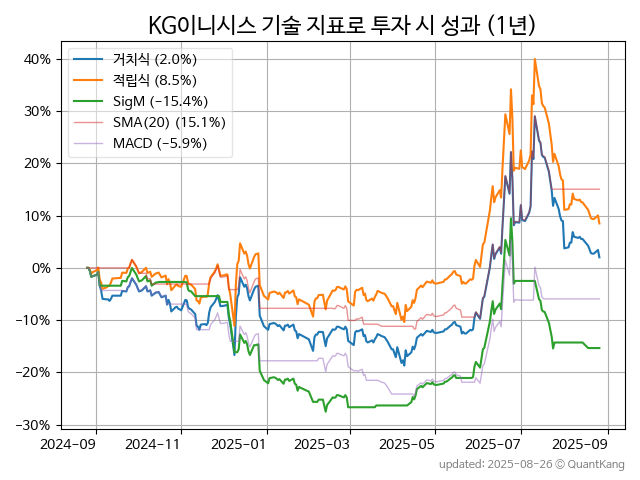 KG이니시스 기술 지표로 투자 시 성과 (1년)
거치식 (2.0%)
적립식 (8.5%)
SigM (−15.4%)
SMA(20) (15.1%)
MACD (−5.9%)
40%
30%
20%
10%
0%
−10%
−20%
−30%
2024-09 2024-11 2025-01 2025-03 2025-05 2025-07 2025-09
updated: 2025-08-26 © QuantKang